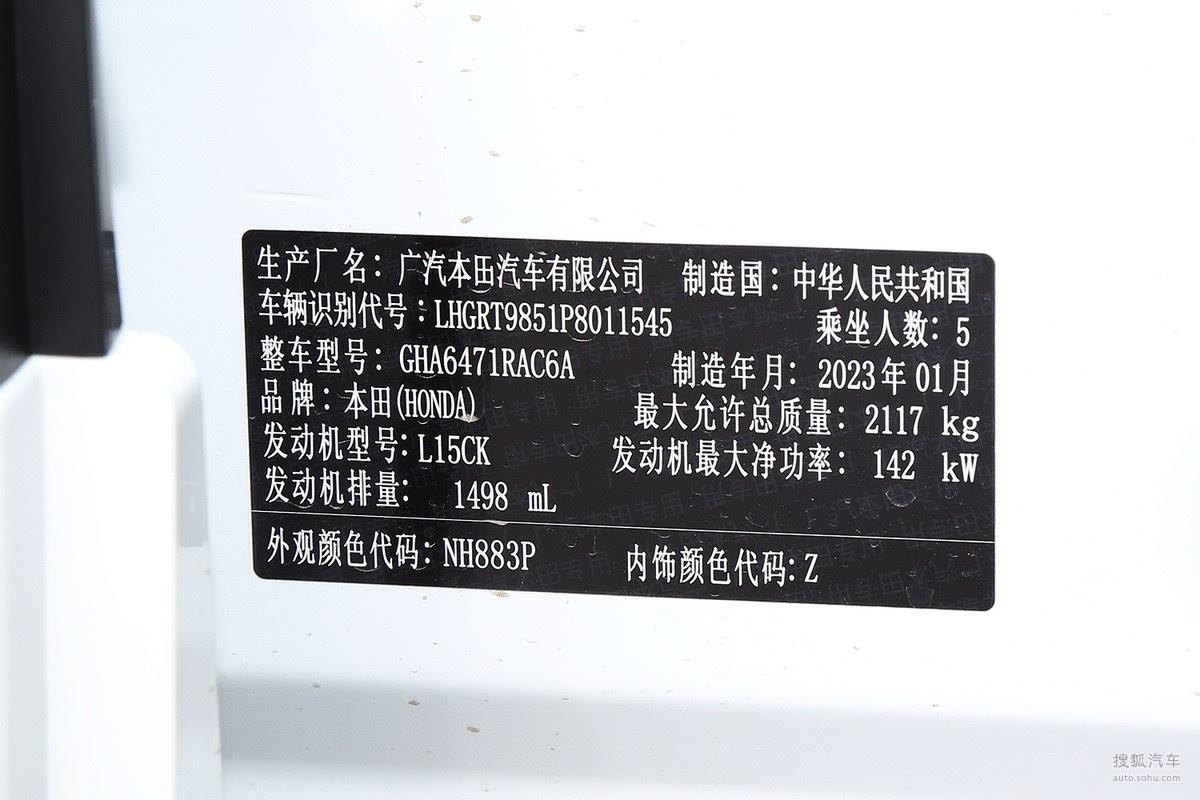 生产厂名：广汽本田汽车有限公司 制造国：中华人民共和国
车辆识别代号：LHGRT9851P8011545 乘坐人数：5
整车型号：GHA6471RAC6A 制造年月：2023年01月
品牌：本田(HONDA) 最大允许总质量：2117 kg
发动机型号：L15CK 发动机最大净功率：142 kW
发动机排量：1498 mL
外观颜色代码：NH883P 内饰颜色代码：Z
搜狐汽车
auto.sohu.com